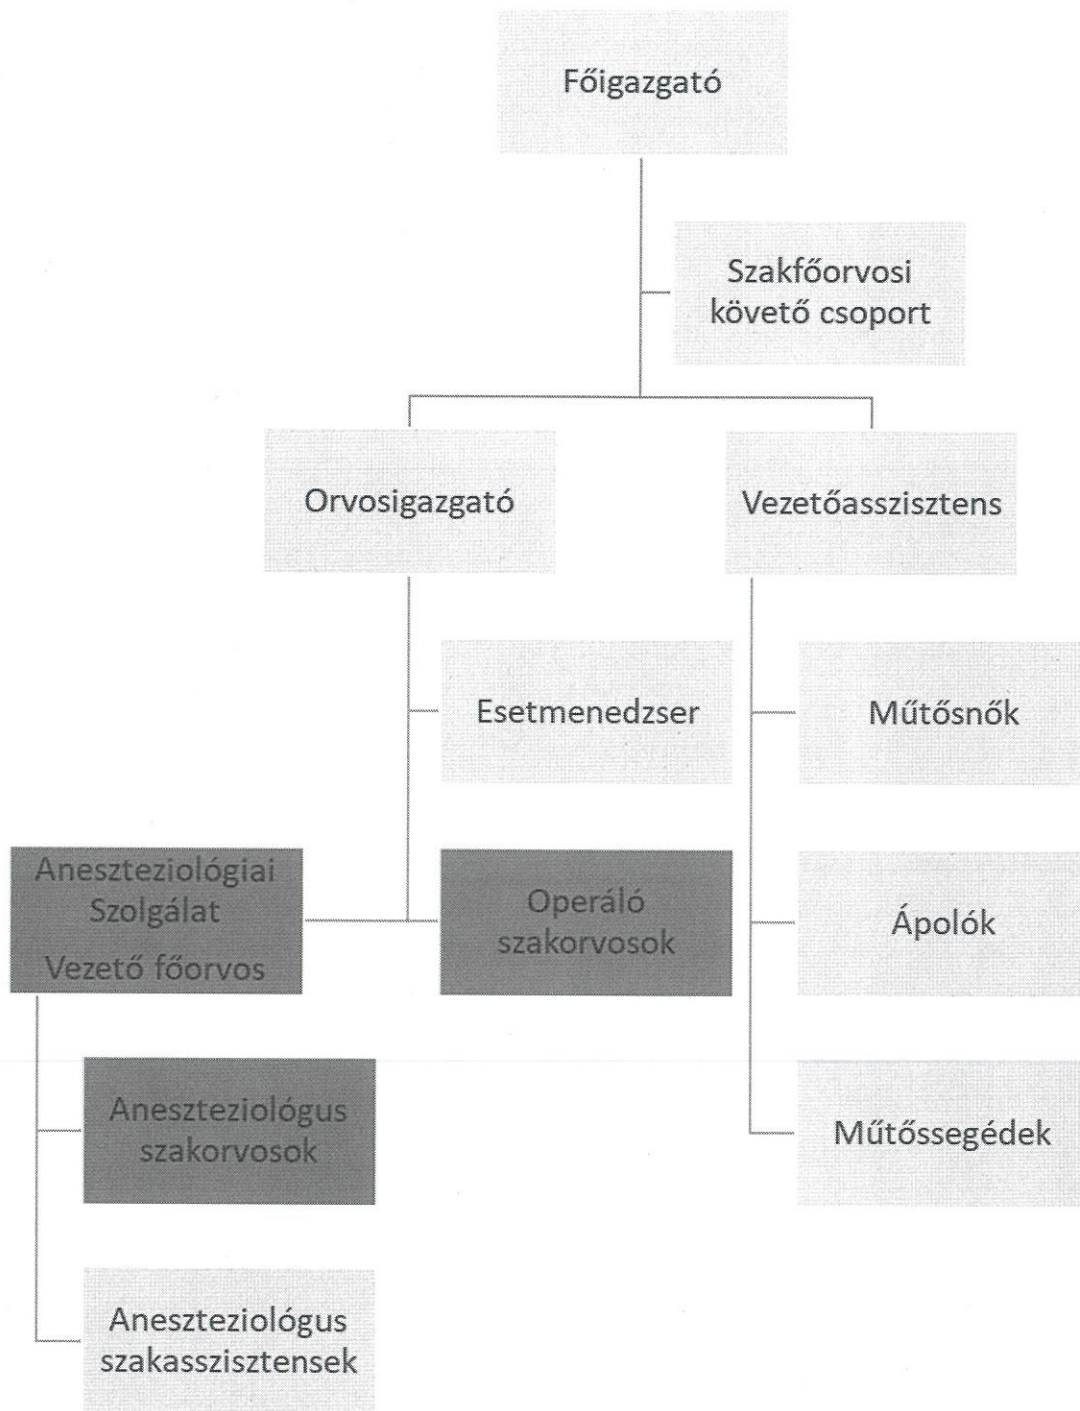 Főigazgató
Szakfőorvosi
követő csoport
Orvosigazgató
Vezetőasszisztens
Esetmenedzser
Műtősnők
Aneszteziológiai
Szolgálat
Vezető főorvos
Operáló
szakorvosok
Ápolók
Aneszteziológus
szakorvosok
Műtőssegédek
Aneszteziológus
szakasszisztensek